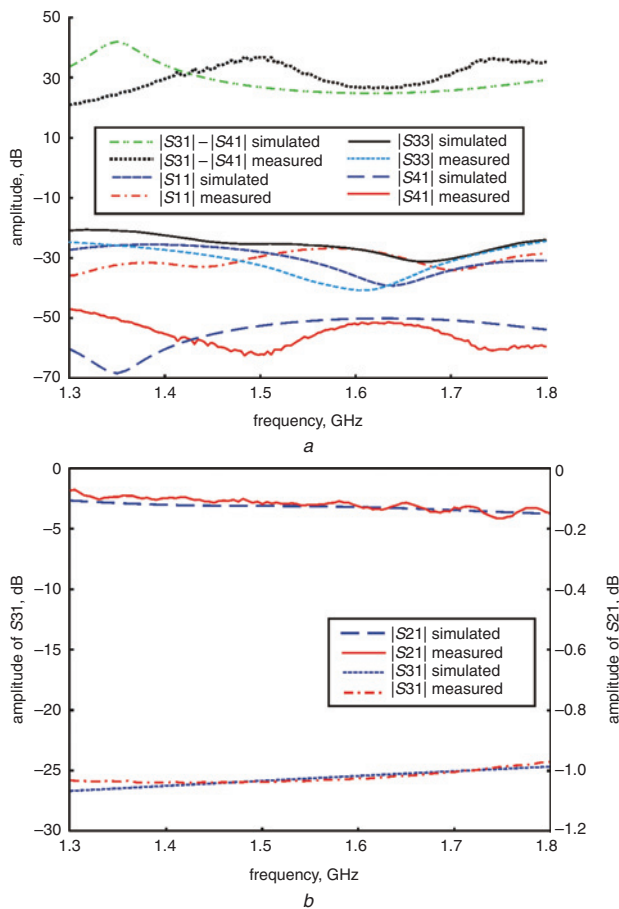 50
30
10
−10
−30
−50
−70
amplitude, dB
|S31| − |S41| simulated
|S31| − |S41| measured
|S11| simulated
|S11| measured
|S33| simulated
|S33| measured
|S41| simulated
|S41| measured
1.3 1.4 1.5 1.6 1.7 1.8
frequency, GHz
a
0
−5
−10
−15
−20
−25
−30
amplitude of S31, dB
|S21| simulated
|S21| measured
|S31| simulated
|S31| measured
0
−0.2
−0.4
−0.6
−0.8
−1.0
−1.2
amplitude of S21, dB
1.3 1.4 1.5 1.6 1.7 1.8
frequency, GHz
b